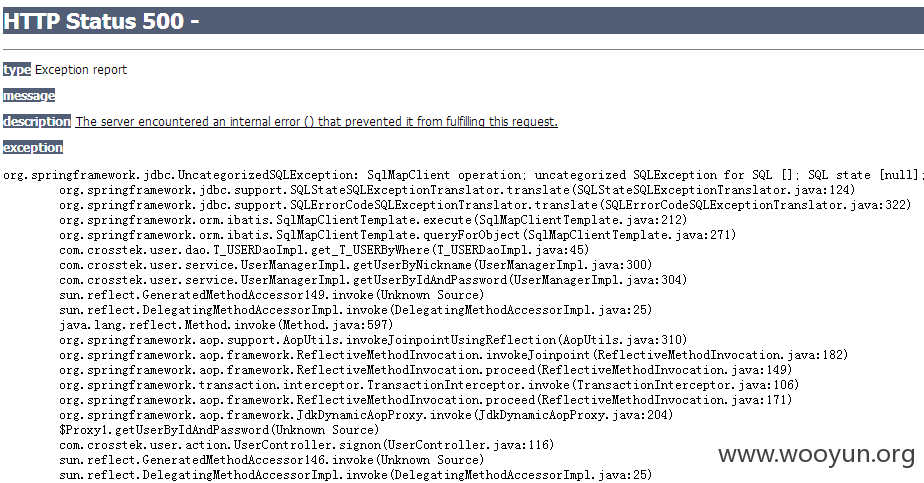 HTTP Status 500 -
type Exception report
message
description The server encountered an internal error () that prevented it from fulfilling this request.
exception
org.springframework.jdbc.UncategorizedSQLException: SqlMapClient operation; uncategorized SQLException for SQL []; SQL state [null];
org.springframework.jdbc.support.SQLStateSQLExceptionTranslator.translate(SQLStateSQLExceptionTranslator.java:124)
org.springframework.jdbc.support.SQLErrorCodeSQLExceptionTranslator.translate(SQLErrorCodeSQLExceptionTranslator.java:322)
org.springframework.orm.ibatis.SqlMapClientTemplate.execute(SqlMapClientTemplate.java:212)
org.springframework.orm.ibatis.SqlMapClientTemplate.queryForObject(SqlMapClientTemplate.java:271)
com.crosstek.user.dao.T_USERDaoImpl.get_T_USERByWhere(T_USERDaoImpl.java:45)
com.crosstek.user.service.UserManagerImpl.getUserByNickname(UserManagerImpl.java:300)
com.crosstek.user.service.UserManagerImpl.getUserByIdAndPassword(UserManagerImpl.java:304)
sun.reflect.GeneratedMethodAccessor149.invoke(Unknown Source)
sun.reflect.DelegatingMethodAccessorImpl.invoke(DelegatingMethodAccessorImpl.java:25)
java.lang.reflect.Method.invoke(Method.java:597)
org.springframework.aop.support.AopUtils.invokeJoinpointUsingReflection(AopUtils.java:310)
org.springframework.aop.framework.ReflectiveMethodInvocation.invokeJoinpoint(ReflectiveMethodInvocation.java:182)
org.springframework.aop.framework.ReflectiveMethodInvocation.proceed(ReflectiveMethodInvocation.java:149)
org.springframework.transaction.interceptor.TransactionInterceptor.invoke(TransactionInterceptor.java:106)
org.springframework.aop.framework.ReflectiveMethodInvocation.proceed(ReflectiveMethodInvocation.java:171)
org.springframework.aop.framework.JdkDynamicAopProxy.invoke(JdkDynamicAopProxy.java:204)
$Proxy1.getUserByIdAndPassword(Unknown Source)
com.crosstek.user.action.UserController.signon(UserController.java:116)
sun.reflect.GeneratedMethodAccessor146.invoke(Unknown Source)
sun.reflect.DelegatingMethodAccessorImpl.invoke(DelegatingMethodAccessorImpl.java:25)
www.wooyun.org